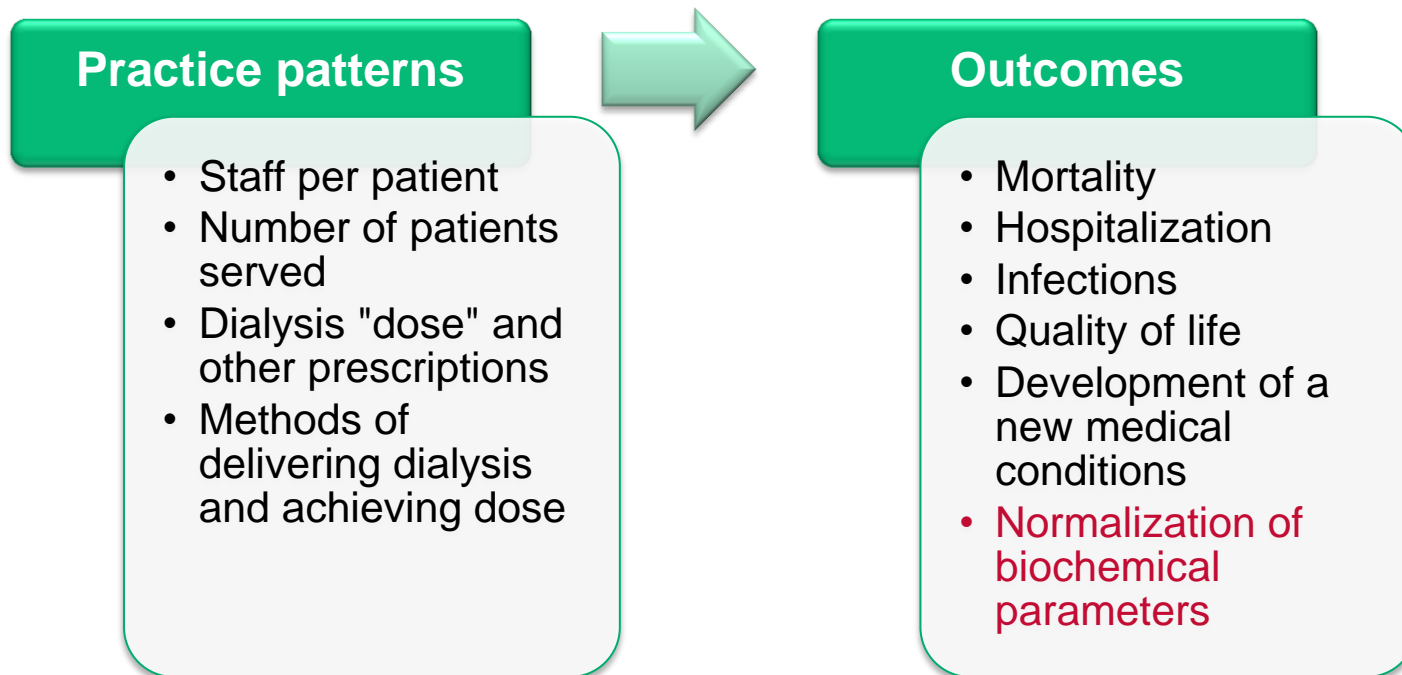 Practice patterns
• Staff per patient
• Number of patients
served
• Dialysis "dose" and
other prescriptions
• Methods of
delivering dialysis
and achieving dose
Outcomes
• Mortality
• Hospitalization
• Infections
• Quality of life
• Development of a
new medical
conditions
• Normalization of
biochemical
parameters